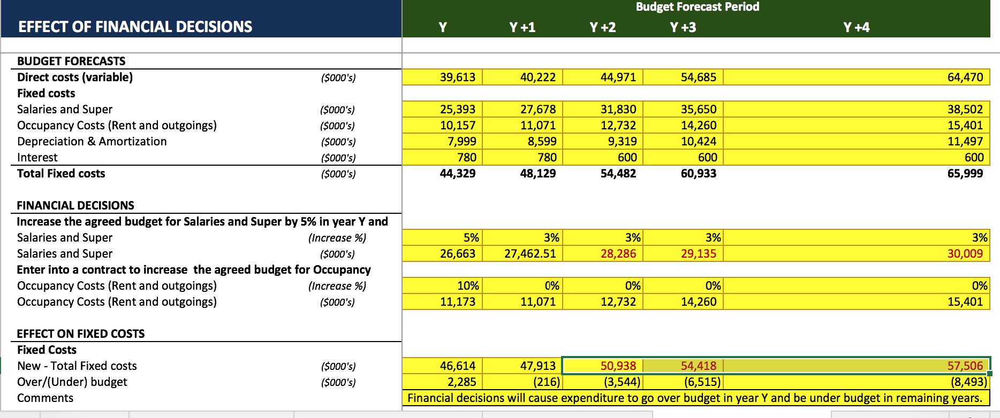 Budget Forecast Period
EFFECT OF FINANCIAL DECISIONS Y Y +1 Y +2 Y +3 Y +4
BUDGET FORECASTS
Direct costs (variable) ($000's) 39,613 40,222 44,971 54,685 64,470
Fixed costs
Salaries and Super ($000's) 25,393 27,678 31,830 35,650 38,502
Occupancy Costs (Rent and outgoings) ($000's) 10,157 11,071 12,732 14,260 15,401
Depreciation & Amortization ($000's) 7,999 8,599 9,319 10,424 11,497
Interest ($000's) 780 780 600 600 600
Total Fixed costs ($000's) 44,329 48,129 54,482 60,933 65,999
FINANCIAL DECISIONS
Increase the agreed budget for Salaries and Super by 5% in year Y and
Salaries and Super (Increase %) 5% 3% 3% 3% 3%
Salaries and Super ($000's) 26,663 27,462.51 28,286 29,135 30,009
Enter into a contract to increase the agreed budget for Occupancy
Occupancy Costs (Rent and outgoings) (Increase %) 10% 0% 0% 0% 0%
Occupancy Costs (Rent and outgoings) ($000's) 11,173 11,071 12,732 14,260 15,401
EFFECT ON FIXED COSTS
Fixed Costs
New - Total Fixed costs ($000's) 46,614 47,913 50,938 54,418 57,506
Over/(Under) budget ($000's) 2,285 (216) (3,544) (6,515) (8,493)
Comments Financial decisions will cause expenditure to go over budget in year Y and be under budget in remaining years.